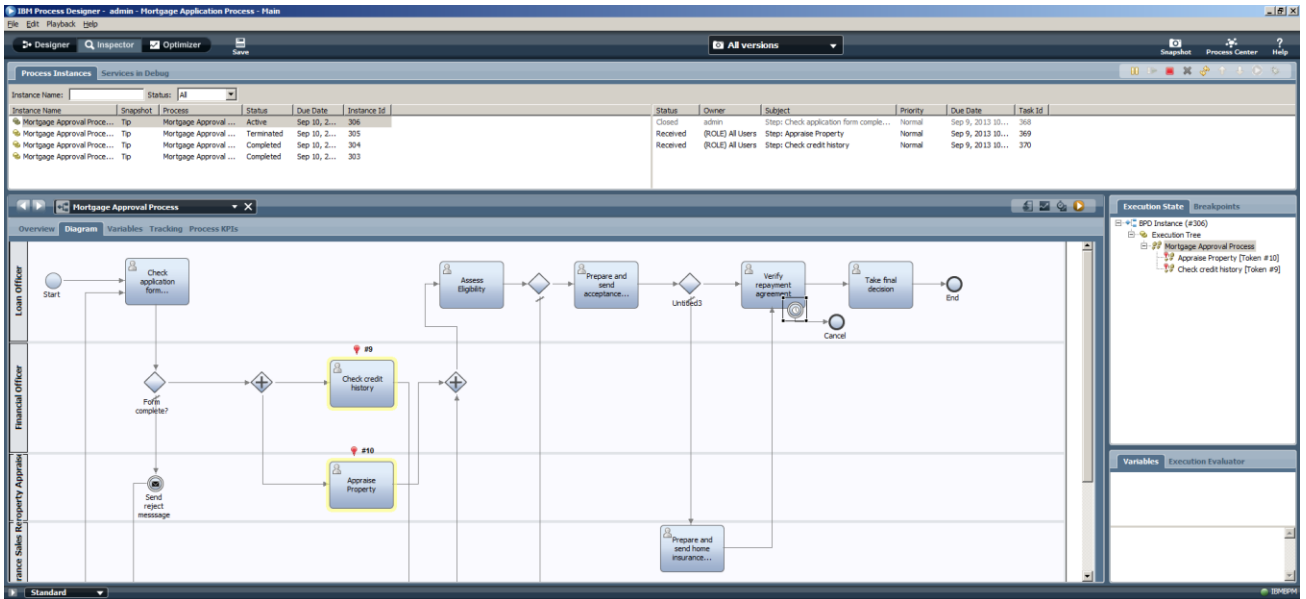 IBM Process Designer - admin - Mortgage Application Process - Main
File Edit Playback Help
Designer Inspector Optimizer Save All versions Snapshot Process Center Help
Process Instances Services in Debug
Instance Name: Status: All
Instance Name Snapshot Process Status Due Date Instance Id Status Owner Subject Priority Due Date Task Id
Mortgage Approval Proce... Tip Mortgage Approval ... Active Sep 10, 2... 306 Closed admin Step: Check application form comple... Normal Sep 9, 2013 10... 368
Mortgage Approval Proce... Tip Mortgage Approval ... Terminated Sep 10, 2... 305 Received (ROLE) All Users Step: Appraise Property Normal Sep 9, 2013 10... 369
Mortgage Approval Proce... Tip Mortgage Approval ... Completed Sep 10, 2... 304 Received (ROLE) All Users Step: Check credit history Normal Sep 9, 2013 10... 370
Mortgage Approval Proce... Tip Mortgage Approval ... Completed Sep 10, 2... 303
Mortgage Approval Process
Overview Diagram Variables Tracking Process KPIs
Loan Officer
Start
Check
application
form...
Assess
Eligibility
Prepare and
send
acceptance...
Untitled3
Verify
repayment
agreement
Take final
decision
End
Cancel
Financial Officer
Form
complete?
#9
Check credit
history
roperty Apprais
Send
reject
messsage
#10
Appraise
Property
rance Sales Re
Prepare and
send home
insurance...
Execution State Breakpoints
BPD Instance (#306)
Execution Tree
Mortgage Approval Process
Appraise Property [Token #10]
Check credit history [Token #9]
Variables Execution Evaluator
Standard
IBMBPM